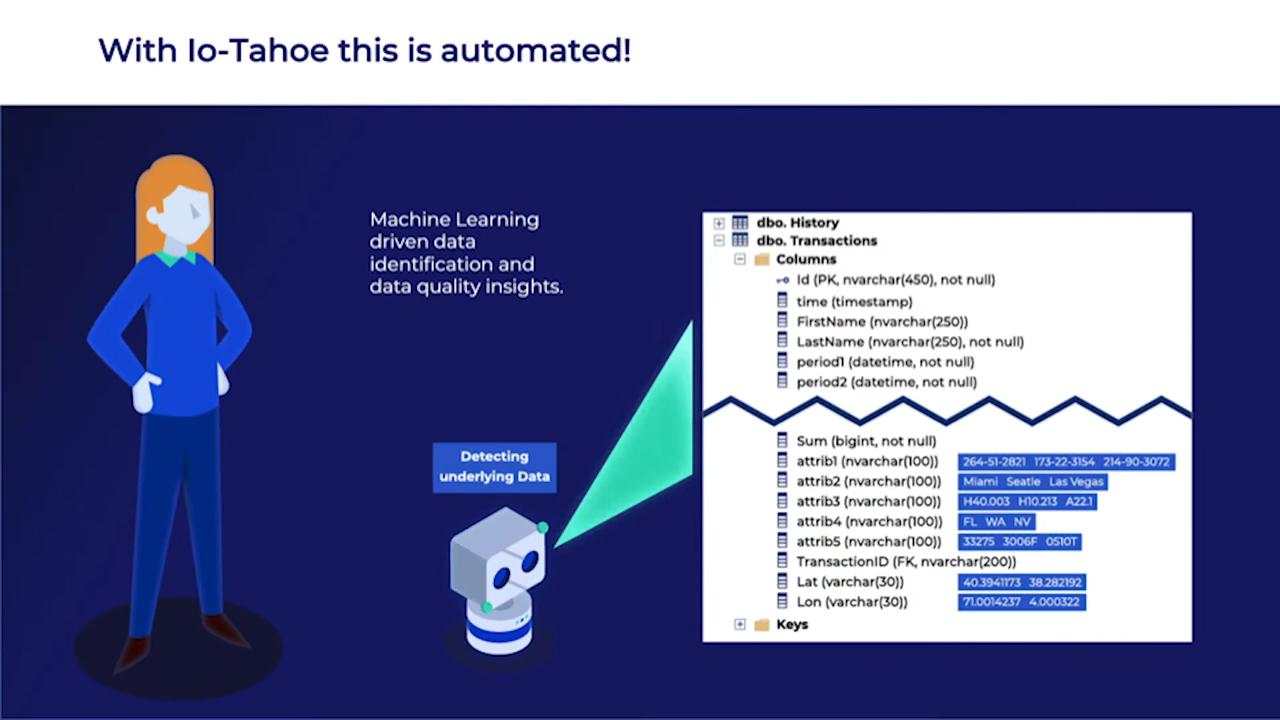 With Io-Tahoe this is automated!
Machine Learning
driven data
identification and
data quality insights.
Detecting
underlying Data
dbo. History
dbo. Transactions
Columns
Id (PK, nvarchar(450), not null)
time (timestamp)
FirstName (nvarchar(250))
LastName (nvarchar(250), not null)
period1 (datetime, not null)
period2 (datetime, not null)
Sum (bigint, not null)
attrib1 (nvarchar(100)) 264-51-2821 173-22-3154 214-90-3072
attrib2 (nvarchar(100)) Miami Seatle Las Vegas
attrib3 (nvarchar(100)) H40.003 H10.213 A22.1
attrib4 (nvarchar(100)) FL WA NV
attrib5 (nvarchar(100)) 33275 3006F 0510T
TransactionID (FK, nvarchar(200))
Lat (varchar(30)) 40.3941173 38.282192
Lon (varchar(30)) 71.0014237 4.000322
Keys